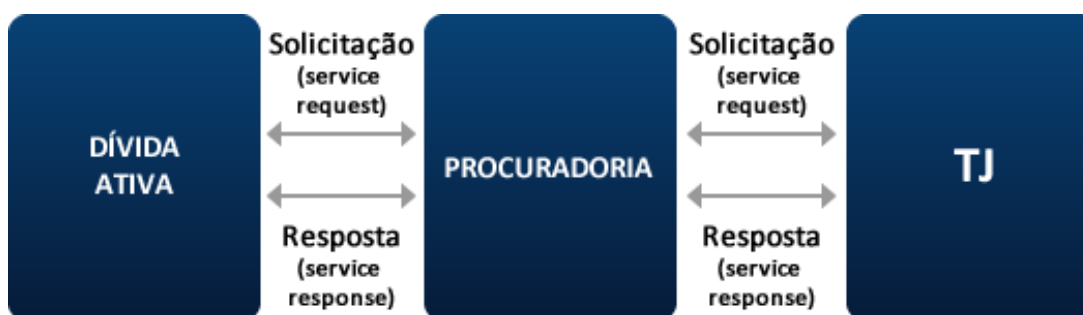 DÍVIDA
ATIVA
Solicitação
(service
request)
Resposta
(service
response)
PROCURADORIA
Solicitação
(service
request)
Resposta
(service
response)
TJ